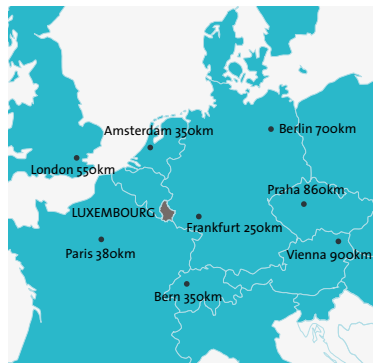 Amsterdam 350km
Berlin 700km
London 550km
Praha 860km
LUXEMBOURG
Frankfurt 250km
Paris 380km
Vienna 900km
Bern 350km